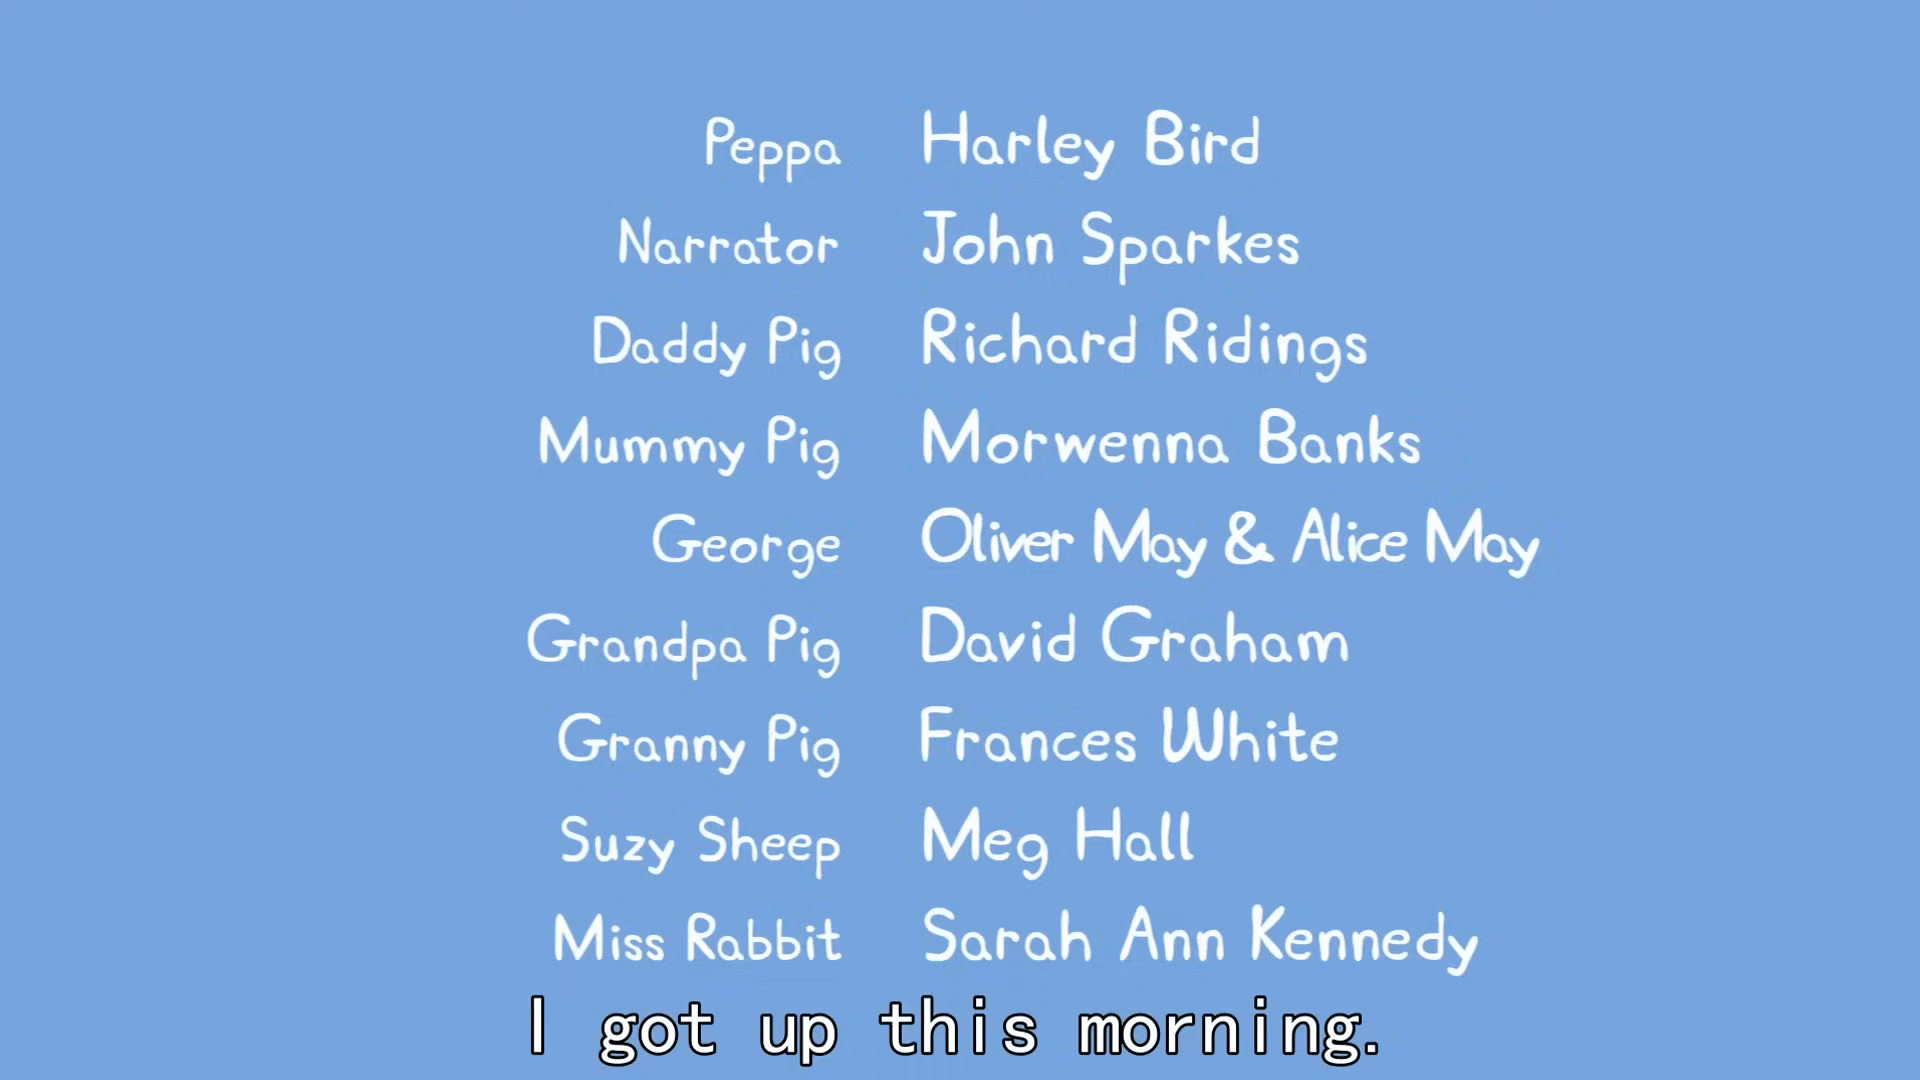 Peppa Harley Bird
Narrator John Sparkes
Daddy Pig Richard Ridings
Mummy Pig Morwenna Banks
George Oliver May & Alice May
Grandpa Pig David Graham
Granny Pig Frances White
Suzy Sheep Meg Hall
Miss Rabbit Sarah Ann Kennedy
I got up this morning.